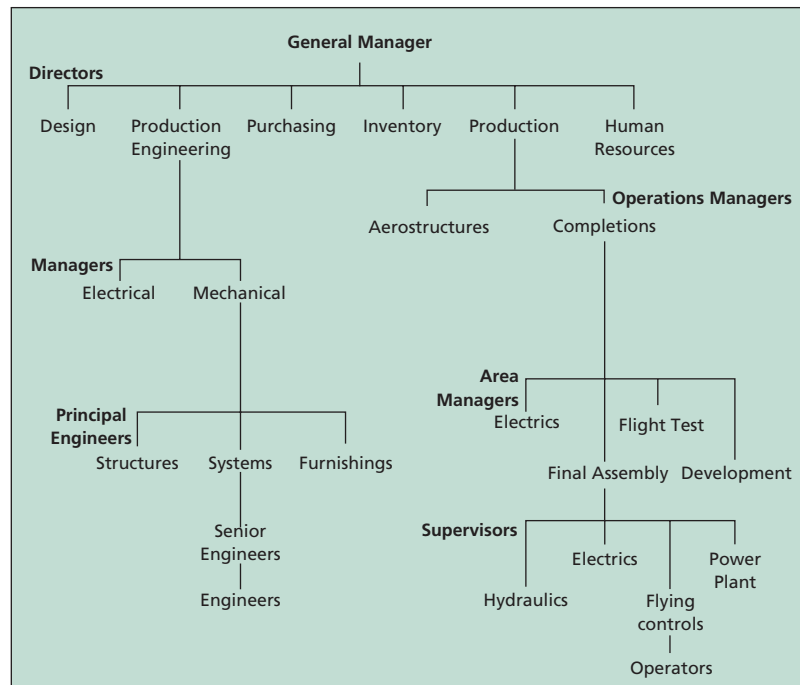 General Manager
Directors
Design
Production
Engineering
Purchasing
Inventory
Production
Human
Resources
Operations Managers
Aerostructures
Completions
Managers
Electrical
Mechanical
Area
Managers
Electrics
Flight Test
Principal
Engineers
Structures
Systems
Furnishings
Final Assembly
Development
Senior
Engineers
Engineers
Supervisors
Electrics
Power
Plant
Hydraulics
Flying
controls
Operators